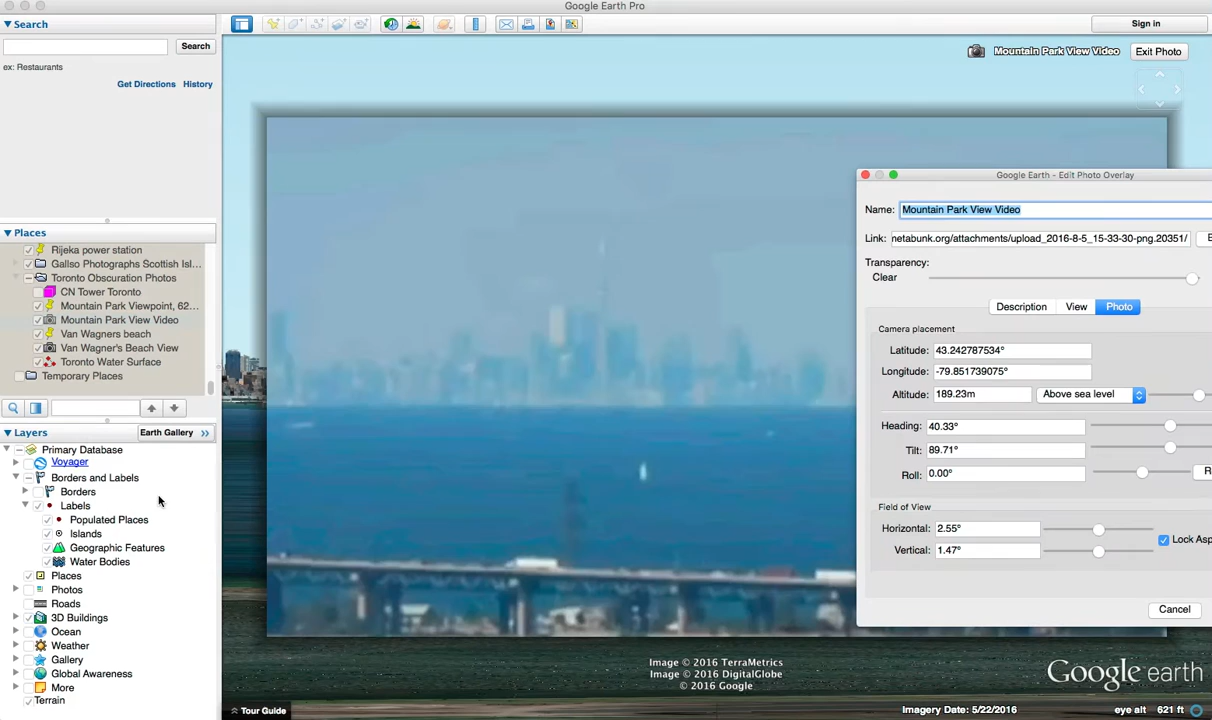 Google Earth Pro
Search
Sign in
Search
ex: Restaurants
Get Directions
History
Mountain Park View Video
Exit Photo
Places
Rijeka power station
Gallso Photographs Scottish Isl...
Toronto Obscuration Photos
CN Tower Toronto
Mountain Park Viewpoint, 62...
Mountain Park View Video
Van Wagners beach
Van Wagner's Beach View
Toronto Water Surface
Temporary Places
Layers
Earth Gallery >>
Primary Database
Voyager
Borders and Labels
Borders
Labels
Populated Places
Islands
Geographic Features
Water Bodies
Places
Photo
Roads
3D Buildings
Ocean
Weather
Gallery
Global Awareness
More
Terrain
Google Earth - Edit Photo Overlay
Name: Mountain Park View Video
Link: netabunk.org/attachments/upload_2016-8-5_15-33-30-png.20351/
Transparency:
Clear
Description
View
Photo
Camera placement
Latitude: 43.242787534°
Longitude: -79.851739075°
Altitude: 189.23m
Above sea level
Heading: 40.33°
Tilt: 89.71°
Roll: 0.00°
R
Field of View
Horizontal: 2.55°
Vertical: 1.47°
Lock Asp
Cancel
Image © 2016 TerraMetrics
Image © 2016 DigitalGlobe
© 2016 Google
Google earth
Tour Guide
Imagery Date: 5/22/2016
eye alt 621 ft